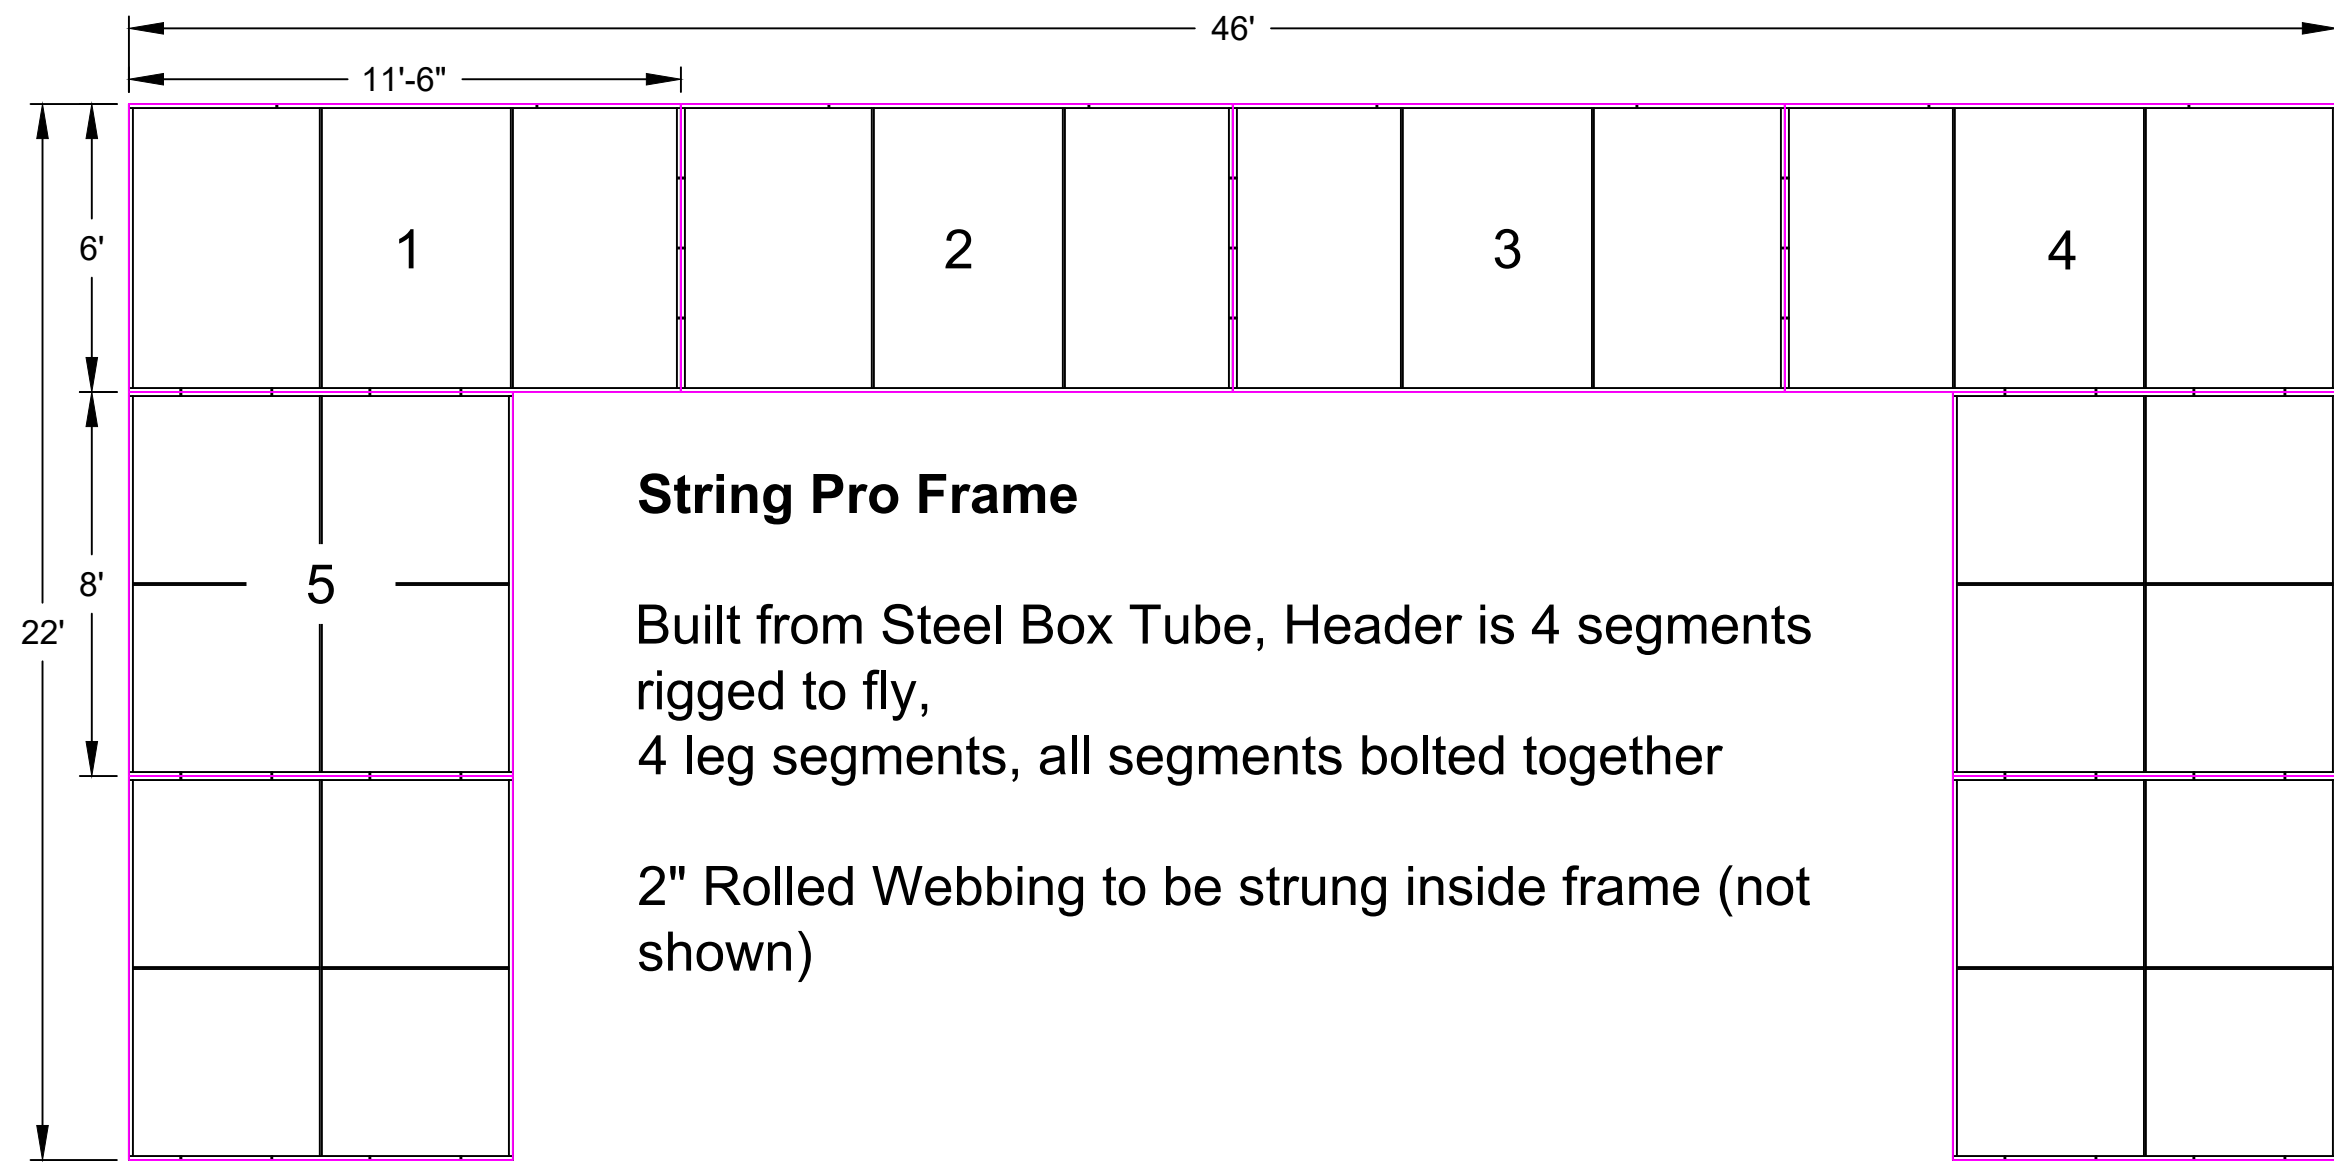 46'
11'-6"
6'
1
2
3
4
8'
22'
5
String Pro Frame
Built from Steel Box Tube, Header is 4 segments
rigged to fly,
4 leg segments, all segments bolted together
2" Rolled Webbing to be strung inside frame (not
shown)